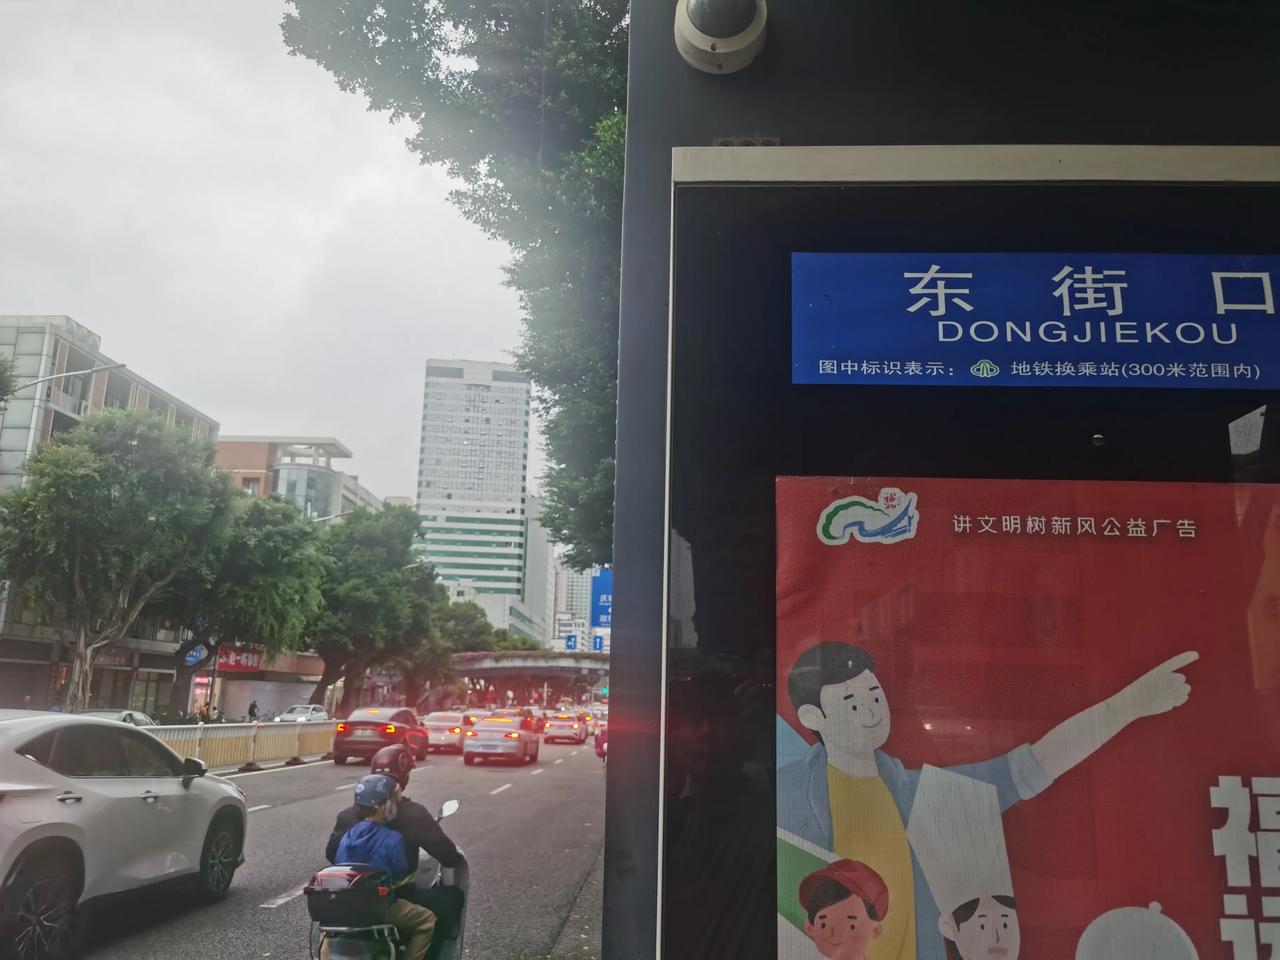 东街口
DONGJIEKOU
图中标识表示： 地铁换乘站(300米范围内)
讲文明树新风公益广告
福